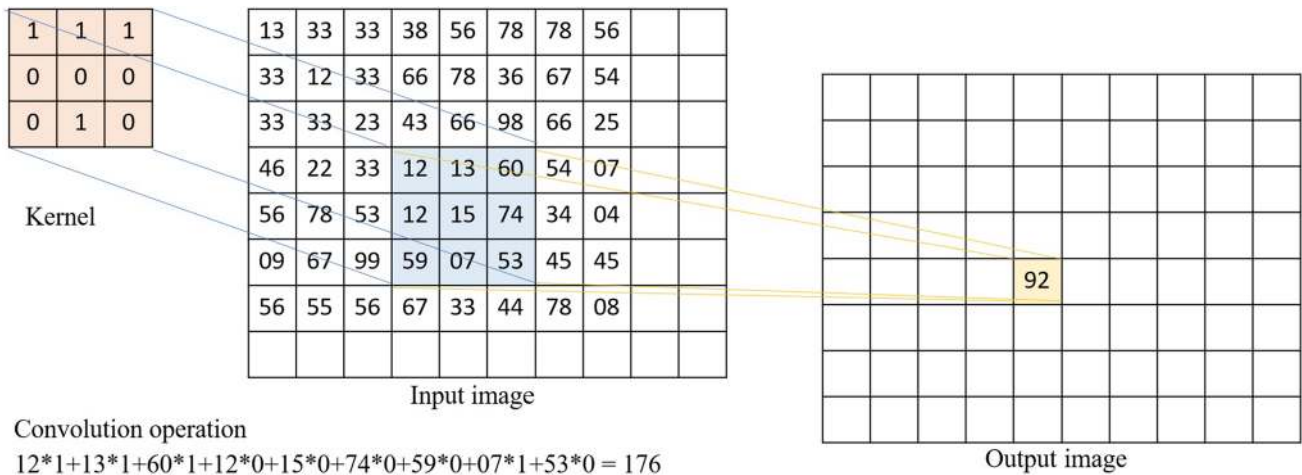 1 1 1
0 0 0
0 1 0
Kernel
13 33 33 38 56 78 78 56
33 12 33 66 78 36 67 54
33 33 23 43 66 98 66 25
46 22 33 12 13 60 54 07
56 78 53 12 15 74 34 04
09 67 99 59 07 53 45 45
56 55 56 67 33 44 78 08
Input image
92
Output image
Convolution operation
12*1+13*1+60*1+12*0+15*0+74*0+59*0+07*1+53*0 = 176